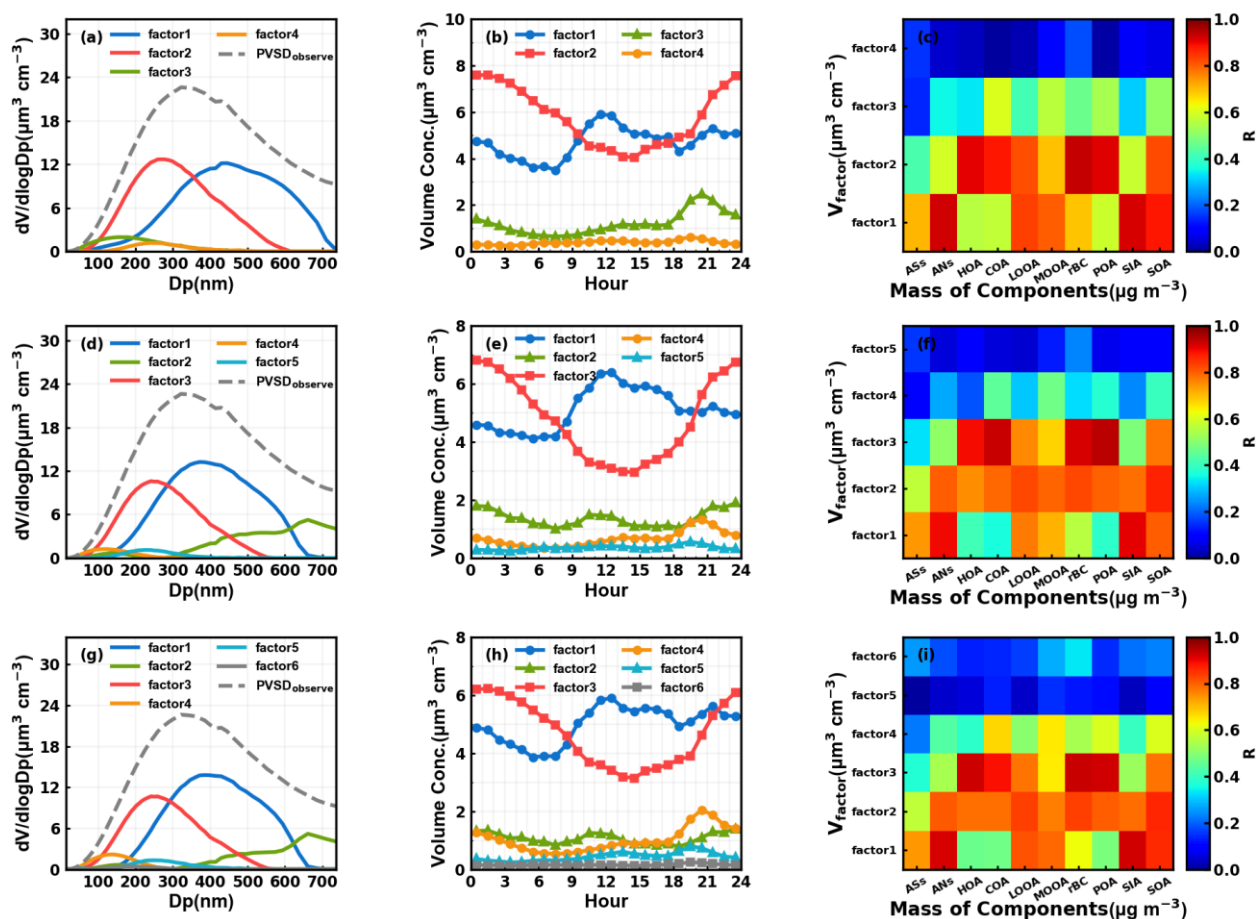 (a)
factor1
factor2
factor3
factor4
PVSDobserve
dV/dlogDp(μm³ cm⁻³)
0 6 12 18 24 30
100 200 300 400 500 600 700
Dp(nm)
(b)
factor1
factor2
factor3
factor4
Volume Conc.(μm³ cm⁻³)
0 2 4 6 8 10
0 3 6 9 12 15 18 21 24
Hour
(c)
factor4
factor3
factor2
factor1
Vfactor(μm³ cm⁻³)
ASs ANs HOA COA LOOA MOOA rBC POA SIA SOA
Mass of Components(μg m⁻³)
0.0 0.2 0.4 0.6 0.8 1.0
R
(d)
factor1
factor2
factor3
factor4
factor5
PVSDobserve
dV/dlogDp(μm³ cm⁻³)
0 6 12 18 24 30
100 200 300 400 500 600 700
Dp(nm)
(e)
factor1
factor2
factor3
factor4
factor5
Volume Conc.(μm³ cm⁻³)
0 2 4 6 8
0 3 6 9 12 15 18 21 24
Hour
(f)
factor5
factor4
factor3
factor2
factor1
Vfactor(μm³ cm⁻³)
ASs ANs HOA COA LOOA MOOA rBC POA SIA SOA
Mass of Components(μg m⁻³)
0.0 0.2 0.4 0.6 0.8 1.0
R
(g)
factor1
factor2
factor3
factor4
factor5
factor6
PVSDobserve
dV/dlogDp(μm³ cm⁻³)
0 6 12 18 24 30
100 200 300 400 500 600 700
Dp(nm)
(h)
factor1
factor2
factor3
factor4
factor5
factor6
Volume Conc.(μm³ cm⁻³)
0 2 4 6 8
0 3 6 9 12 15 18 21 24
Hour
(i)
factor6
factor5
factor4
factor3
factor2
factor1
Vfactor(μm³ cm⁻³)
ASs ANs HOA COA LOOA MOOA rBC POA SIA SOA
Mass of Components(μg m⁻³)
0.0 0.2 0.4 0.6 0.8 1.0
R